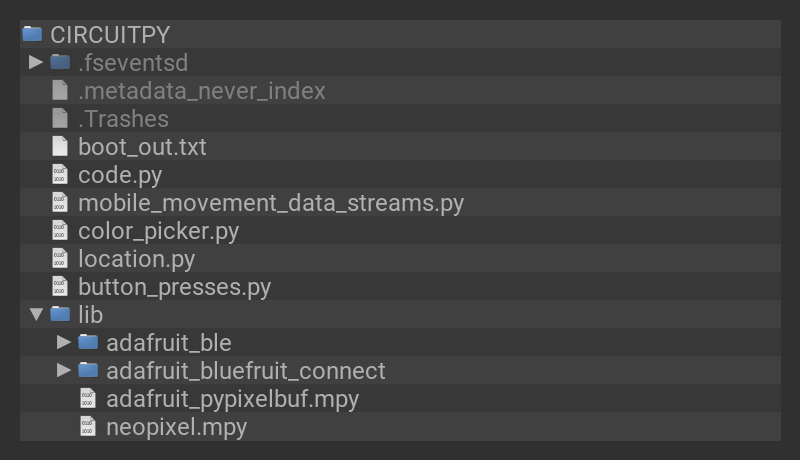 CIRCUITPY
.fseventsd
.metadata_never_index
.Trashes
boot_out.txt
code.py
mobile_movement_data_streams.py
color_picker.py
location.py
button_presses.py
lib
adafruit_ble
adafruit_bluefruit_connect
adafruit_pypixelbuf.mpy
neopixel.mpy